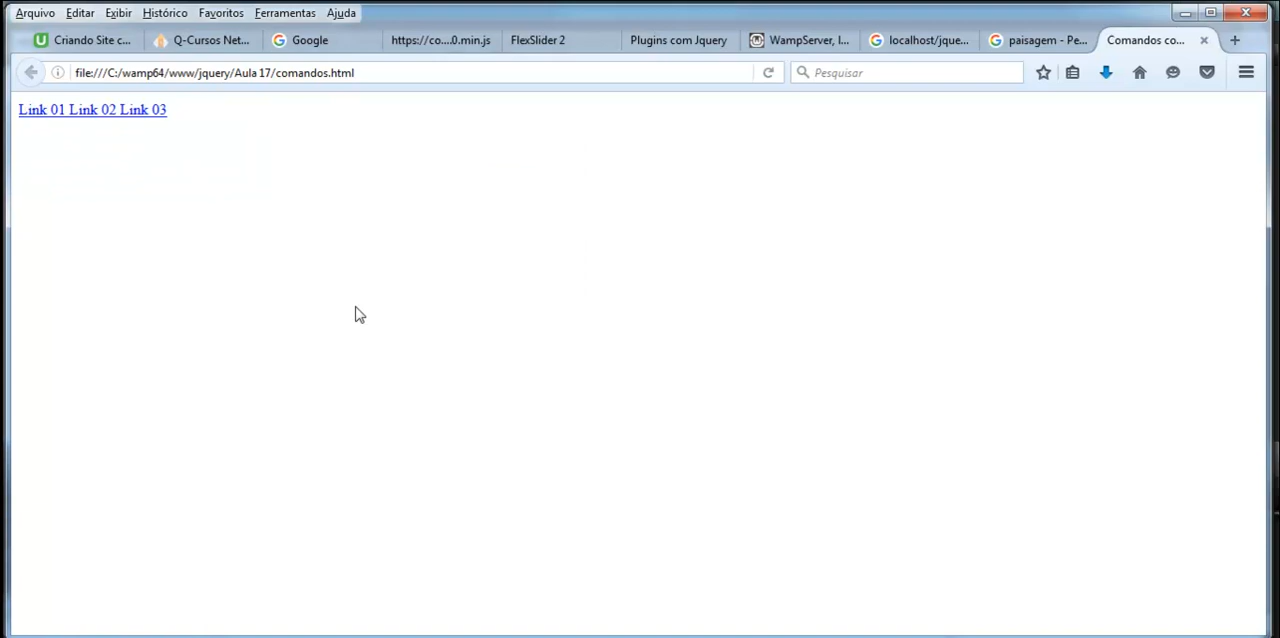 Arquivo Editar Exibir Histórico Favoritos Ferramentas Ajuda
Criando Site c... Q-Cursos Net... Google https://co....0.min.js FlexSlider 2 Plugins com Jquery WampServer, l... localhost/jque... paisagem - Pe... Comandos co...
file:///C:/wamp64/www/jquery/Aula 17/comandos.html Pesquisar
Link 01 Link 02 Link 03